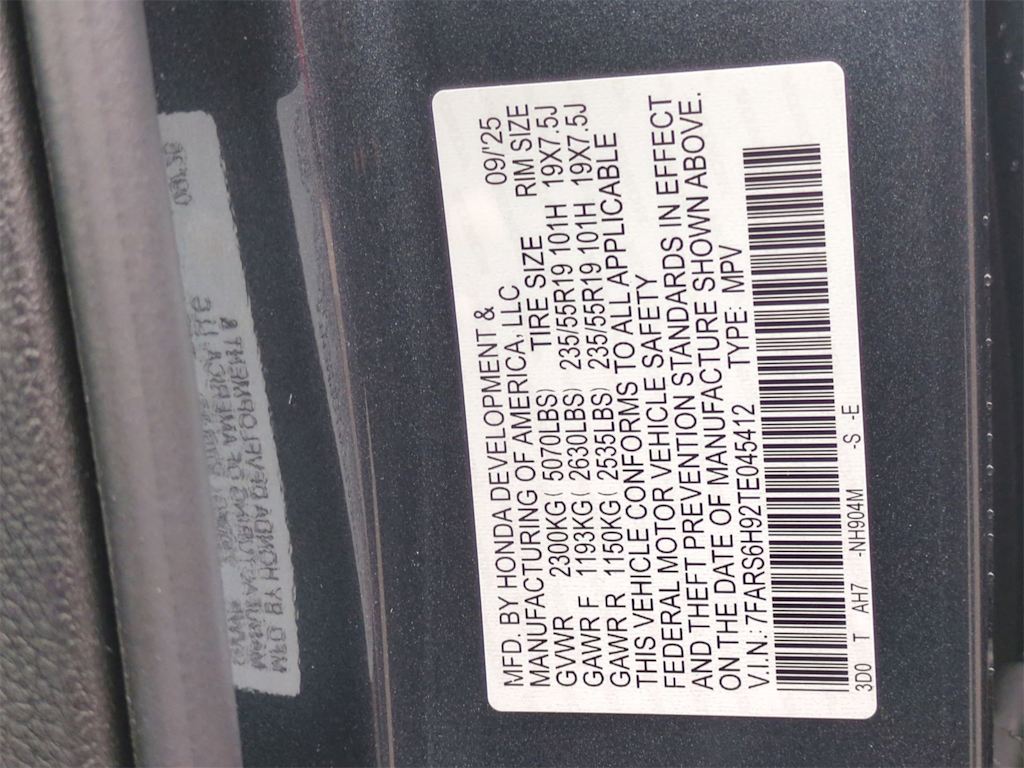 MFD. BY HONDA DEVELOPMENT &
MANUFACTURING OF AMERICA, LLC 09/'25
GVWR 2300KG( 5070LBS) TIRE SIZE RIM SIZE
GAWR F 1193KG( 2630LBS) 235/55R19 101H 19X7.5J
GAWR R 1150KG( 2535LBS) 235/55R19 101H 19X7.5J
THIS VEHICLE CONFORMS TO ALL APPLICABLE
FEDERAL MOTOR VEHICLE SAFETY
AND THEFT PREVENTION STANDARDS IN EFFECT
ON THE DATE OF MANUFACTURE SHOWN ABOVE.
V.I.N.: 7FARS6H92TE045412 TYPE: MPV
3D0 T AH7 -NH904M -S -E